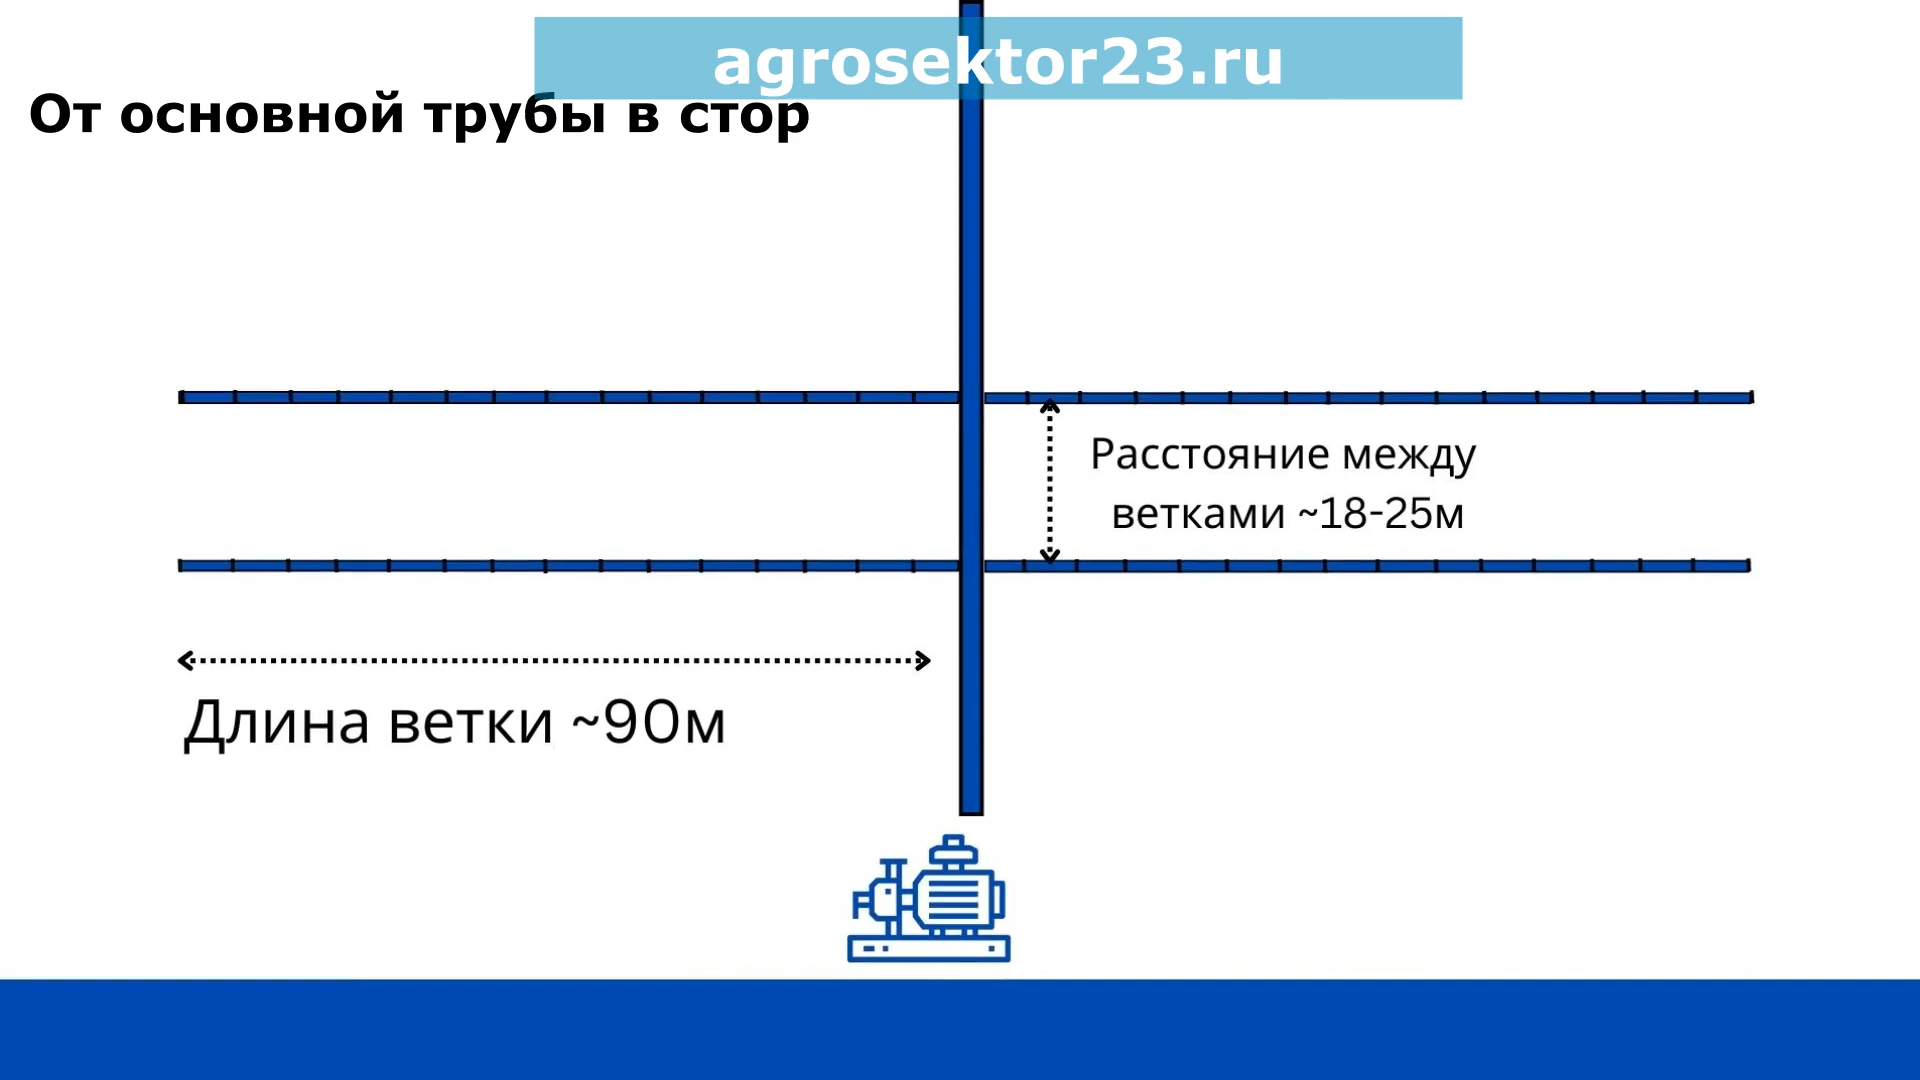 agrosektor23.ru
От основной трубы в стор
Расстояние между
ветками ~18-25м
Длина ветки ~90м